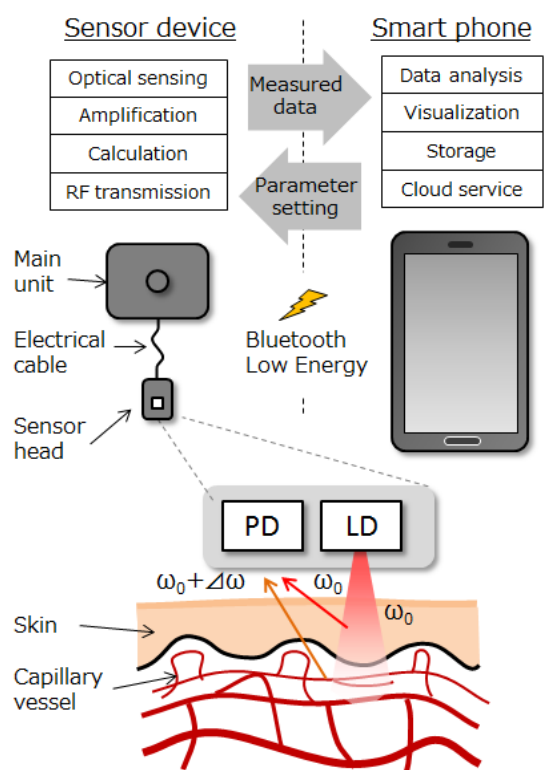 Sensor device
Smart phone
Optical sensing
Amplification
Calculation
RF transmission
Measured
data
Parameter
setting
Data analysis
Visualization
Storage
Cloud service
Main
unit
Electrical
cable
Sensor
head
Bluetooth
Low Energy
PD
LD
ω₀+⊿ω
ω₀
ω₀
Skin
Capillary
vessel